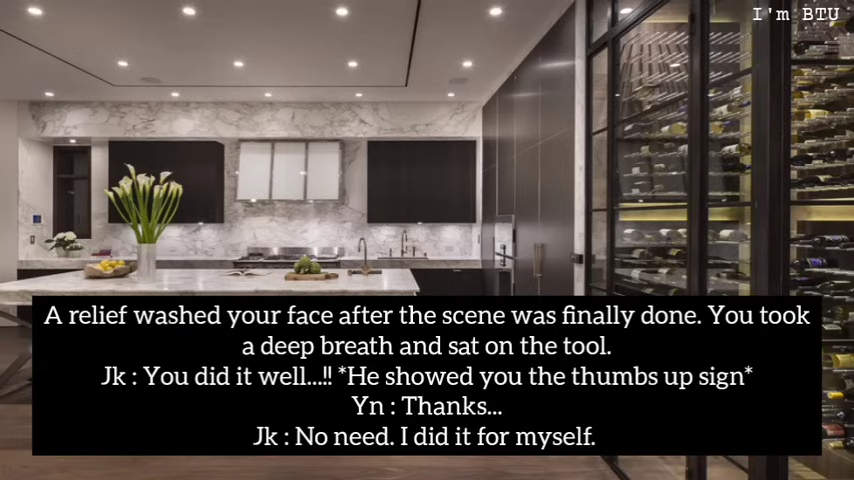 I'm BTU
A relief washed your face after the scene was finally done. You took
a deep breath and sat on the tool.
Jk : You did it well...!! *He showed you the thumbs up sign*
Yn : Thanks...
Jk : No need. I did it for myself.